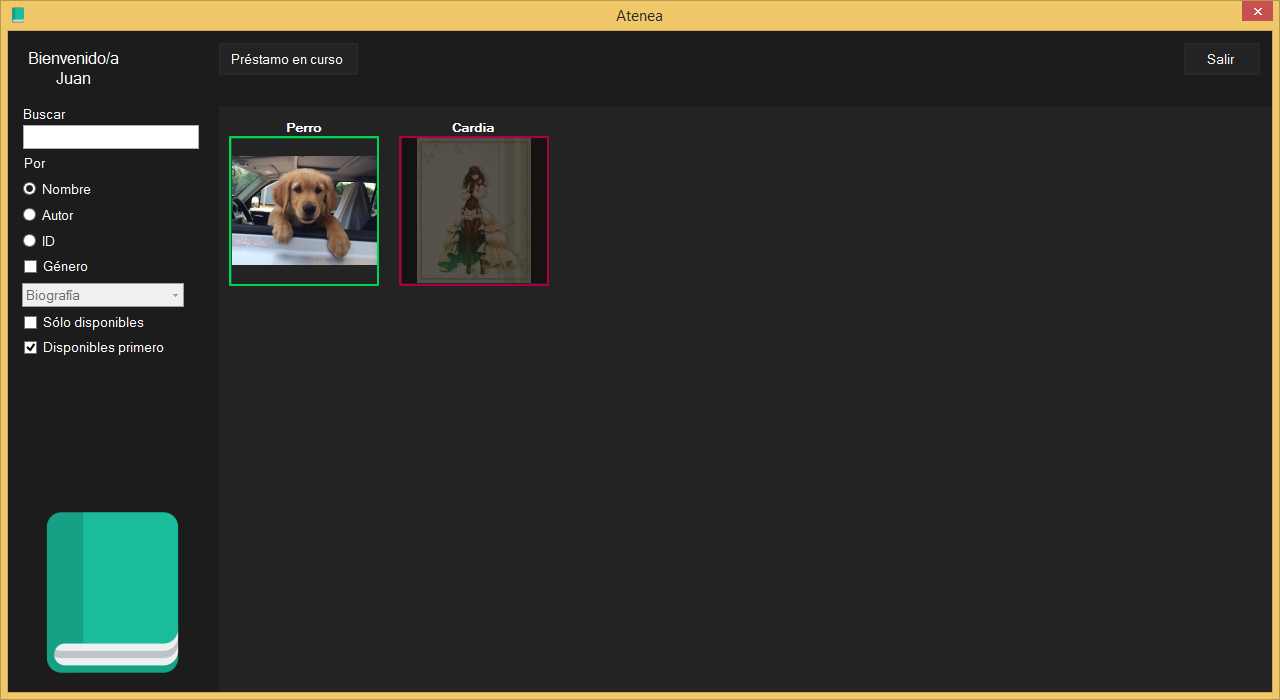 Atenea
Bienvenido/a
Juan
Préstamo en curso
Salir
Buscar
Por
Nombre
Autor
ID
Género
Biografía
Sólo disponibles
Disponibles primero
Perro
Cardia